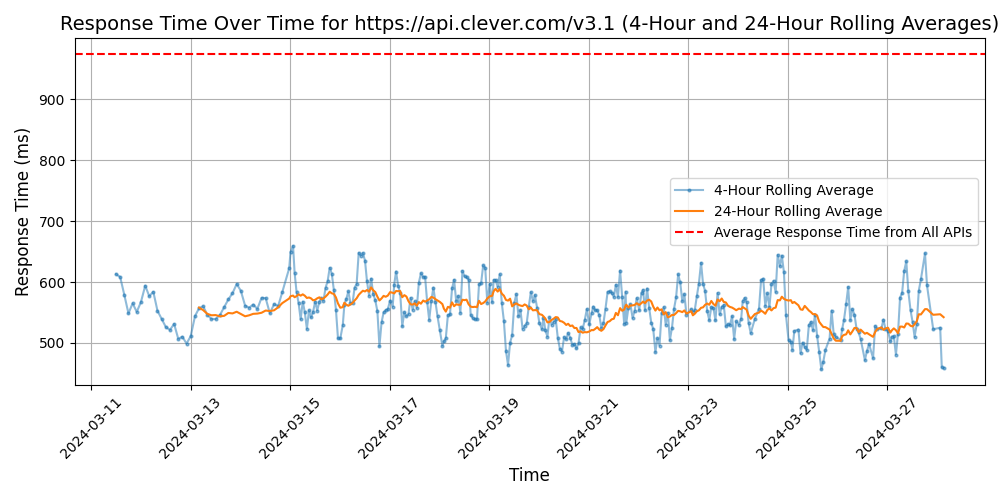 Response Time Over Time for https://api.clever.com/v3.1 (4-Hour and 24-Hour Rolling Averages)
Response Time (ms)
900
800
700
600
500
4-Hour Rolling Average
24-Hour Rolling Average
Average Response Time from All APIs
2024-03-11
2024-03-13
2024-03-15
2024-03-17
2024-03-19
2024-03-21
2024-03-23
2024-03-25
2024-03-27
Time